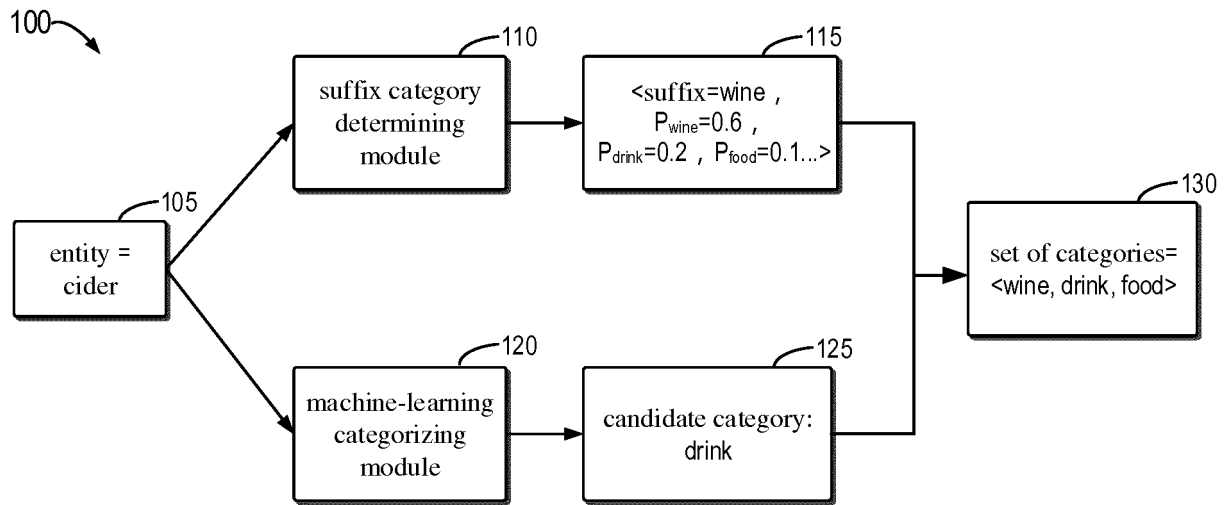 100
110
suffix category
determining
module
115
<suffix=wine ,
Pwine=0.6 ,
Pdrink=0.2 , Pfood=0.1...>
105
entity =
cider
130
set of categories=
<wine, drink, food>
120
machine-learning
categorizing
module
125
candidate category:
drink